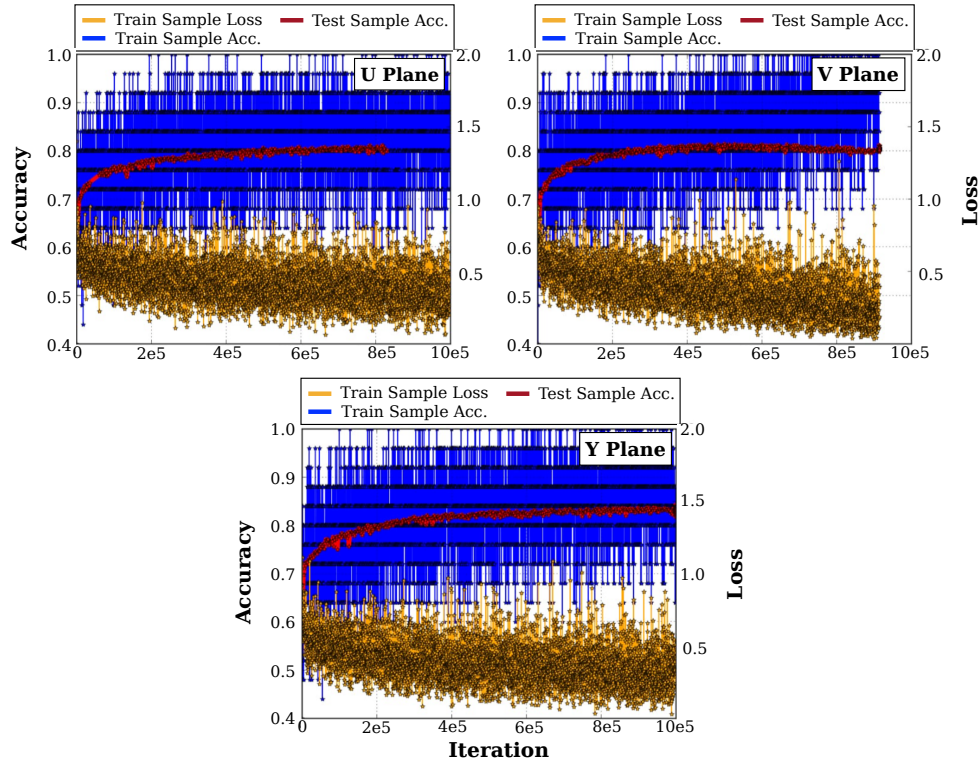 Train Sample Loss Test Sample Acc.
Train Sample Acc.
U Plane
1.0
0.9
0.8
0.7
0.6
0.5
0.4
Accuracy
2.0
1.5
1.0
0.5
0 2e5 4e5 6e5 8e5 10e5
Train Sample Loss Test Sample Acc.
Train Sample Acc.
V Plane
1.0
0.9
0.8
0.7
0.6
0.5
0.4
2.0
1.5
1.0
0.5
0.0
Loss
0 2e5 4e5 6e5 8e5 10e5
Train Sample Loss Test Sample Acc.
Train Sample Acc.
Y Plane
1.0
0.9
0.8
0.7
0.6
0.5
0.4
Accuracy
2.0
1.5
1.0
0.5
0.0
Loss
0 2e5 4e5 6e5 8e5 10e5
Iteration